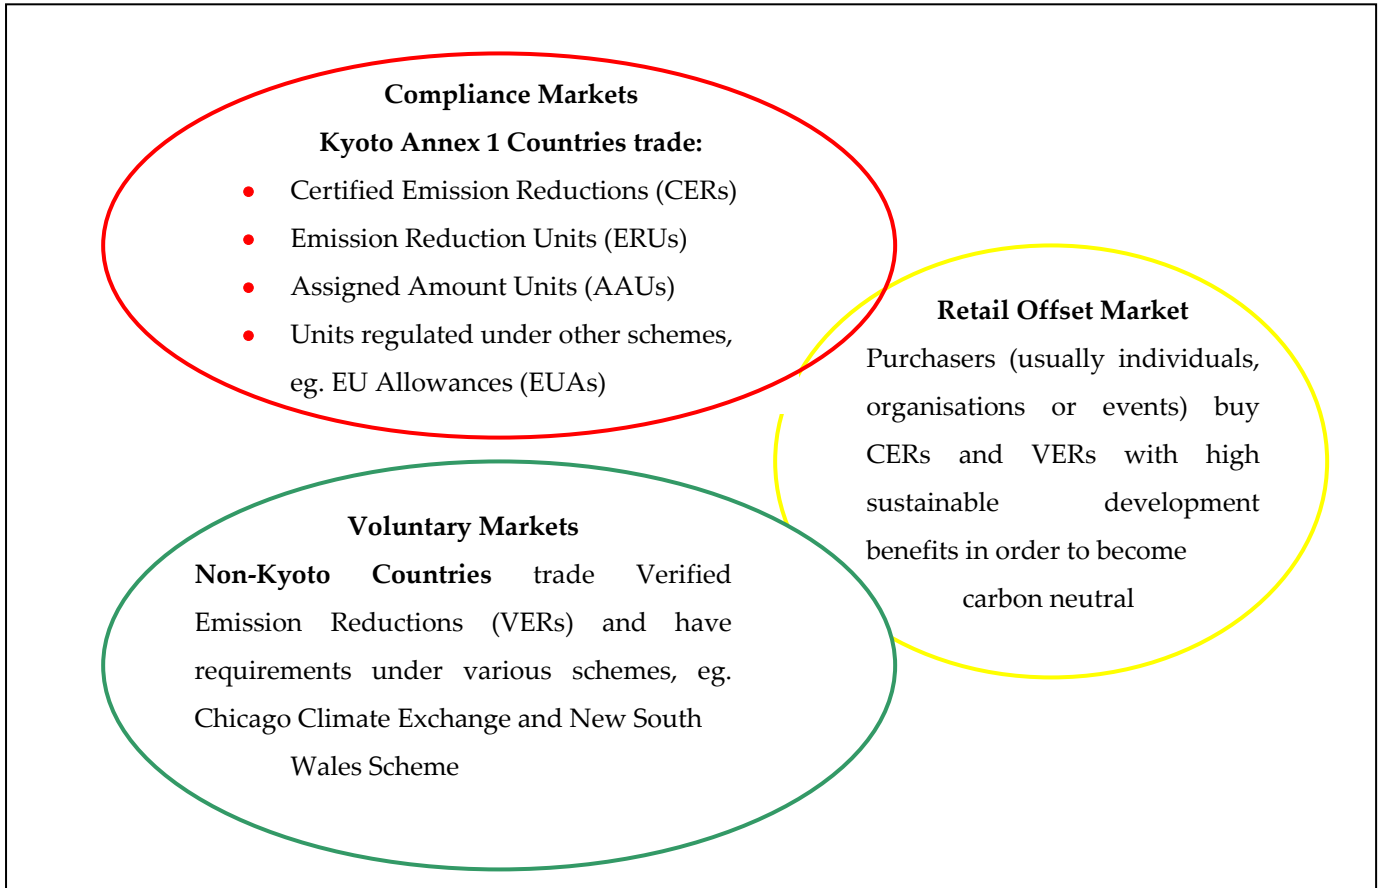 Compliance Markets
Kyoto Annex 1 Countries trade:
● Certified Emission Reductions (CERs)
● Emission Reduction Units (ERUs)
● Assigned Amount Units (AAUs)
● Units regulated under other schemes,
eg. EU Allowances (EUAs)
Retail Offset Market
Purchasers (usually individuals,
organisations or events) buy
CERs and VERs with high
sustainable development
benefits in order to become
carbon neutral
Voluntary Markets
Non-Kyoto Countries trade Verified
Emission Reductions (VERs) and have
requirements under various schemes, eg.
Chicago Climate Exchange and New South
Wales Scheme